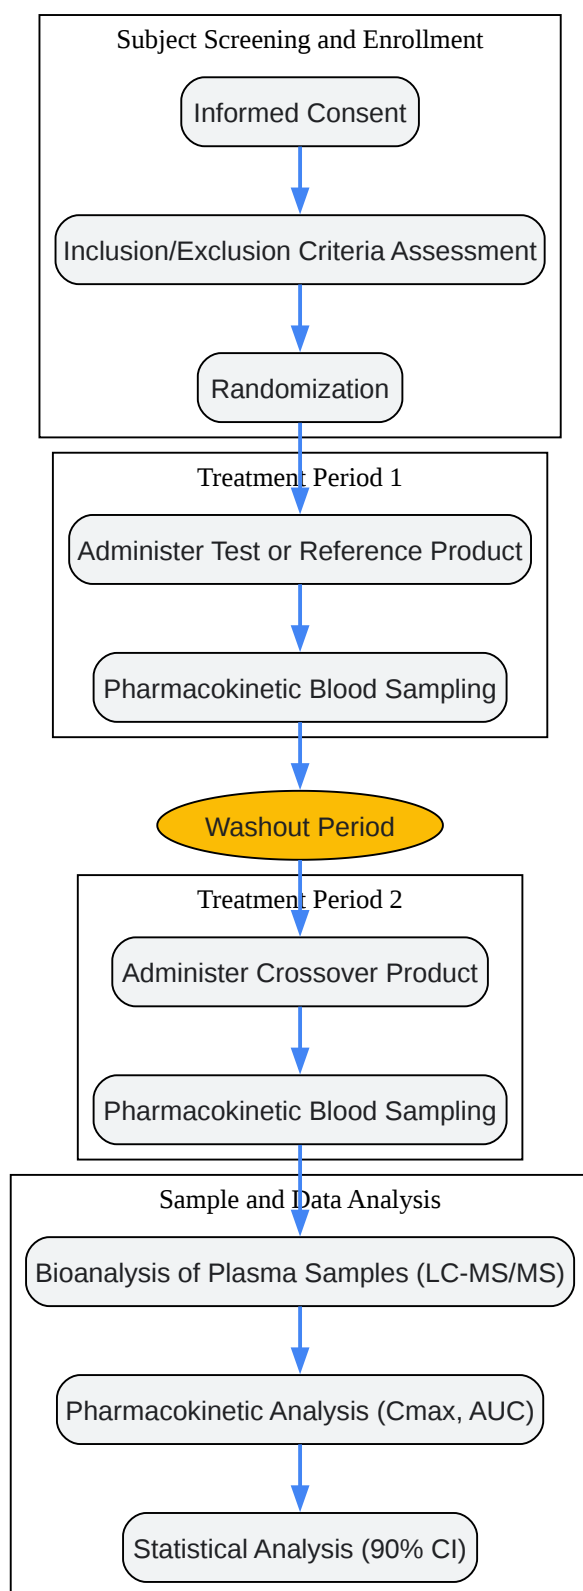 Subject Screening and Enrollment
Informed Consent
Inclusion/Exclusion Criteria Assessment
Randomization
Treatment Period 1
Administer Test or Reference Product
Pharmacokinetic Blood Sampling
Washout Period
Treatment Period 2
Administer Crossover Product
Pharmacokinetic Blood Sampling
Sample and Data Analysis
Bioanalysis of Plasma Samples (LC-MS/MS)
Pharmacokinetic Analysis (Cmax, AUC)
Statistical Analysis (90% CI)